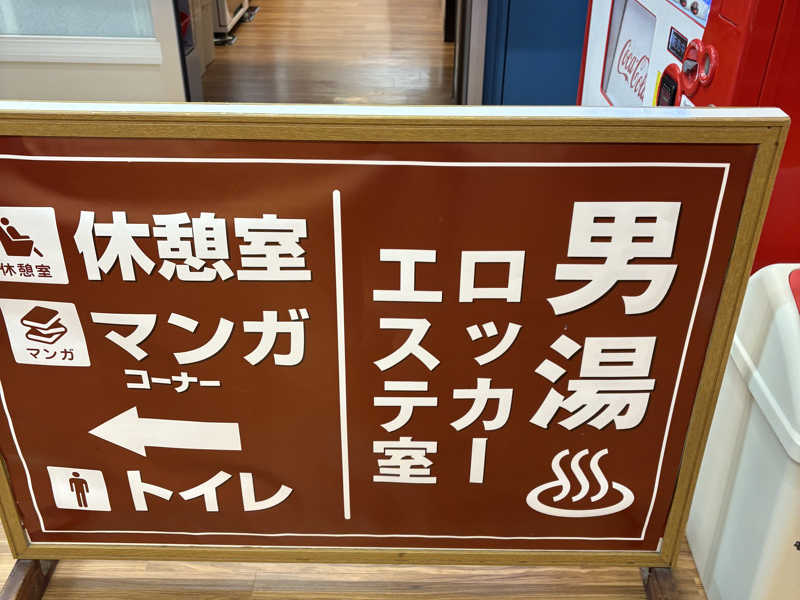 休憩室
休憩室
マンガ
マンガ
コーナー
トイレ
男湯
ロッカー
エステ室
Coca-Cola